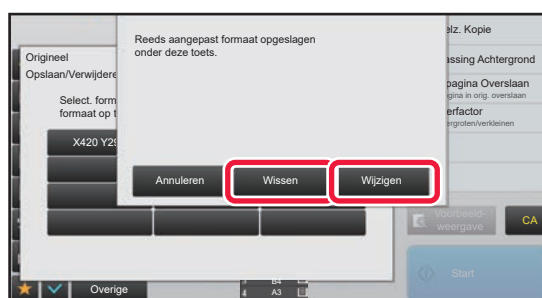 Reeds aangepast formaat opgeslagen
onder deze toets.
Annuleren
Wissen
Wijzigen
Origineel
Opslaan/Verwijdere
Select. form
formaat op t
X420 Y29
elz. Kopie
assing Achtergrond
pagina Overslaan
gina in orig. overslaan
erfactor
ergroten/verkleinen
Voorbeeld-
weergave
CA
Start
Overige
B4
4 A3